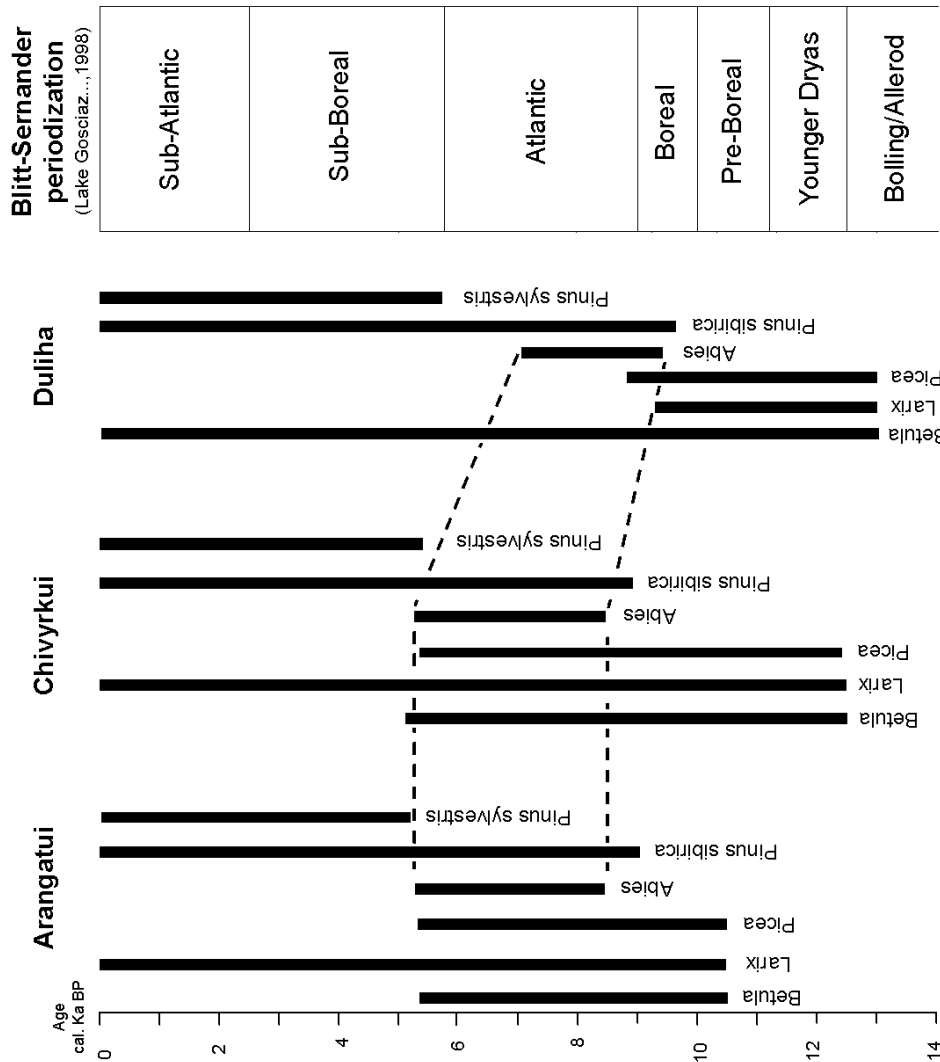 Blitt-Sernander
periodization
(Lake Gosciaz...,1998)
Sub-Atlantic
Sub-Boreal
Atlantic
Boreal
Pre-Boreal
Younger Dryas
Bolling/Allerod
Duliha
Pinus sylvestris
Pinus sibirica
Abies
Picea
Larix
Betula
Chivyrkui
Pinus sylvestris
Pinus sibirica
Abies
Picea
Larix
Betula
Arangatui
Pinus sylvestris
Pinus sibirica
Abies
Picea
Larix
Betula
Age
cal. Ka BP
0
2
4
6
8
10
12
14